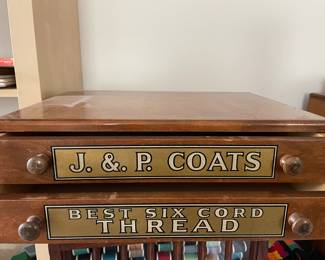 J. & P. COATS
BEST SIX CORD
THREAD